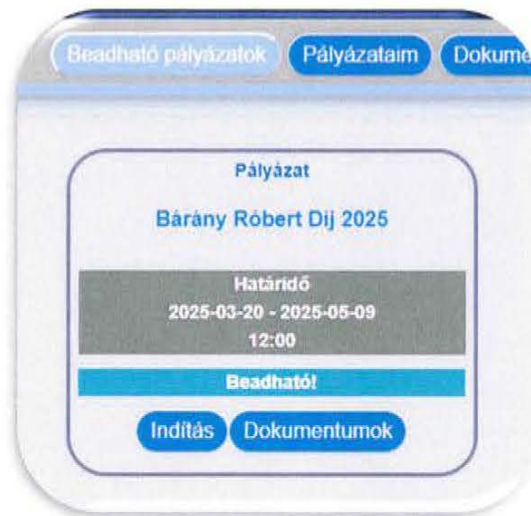 Beadható pályázatok Pályázataim Dokume
Pályázat
Bárány Róbert Díj 2025
Határidő
2025-03-20 - 2025-05-09
12:00
Beadható!
Indítás Dokumentumok